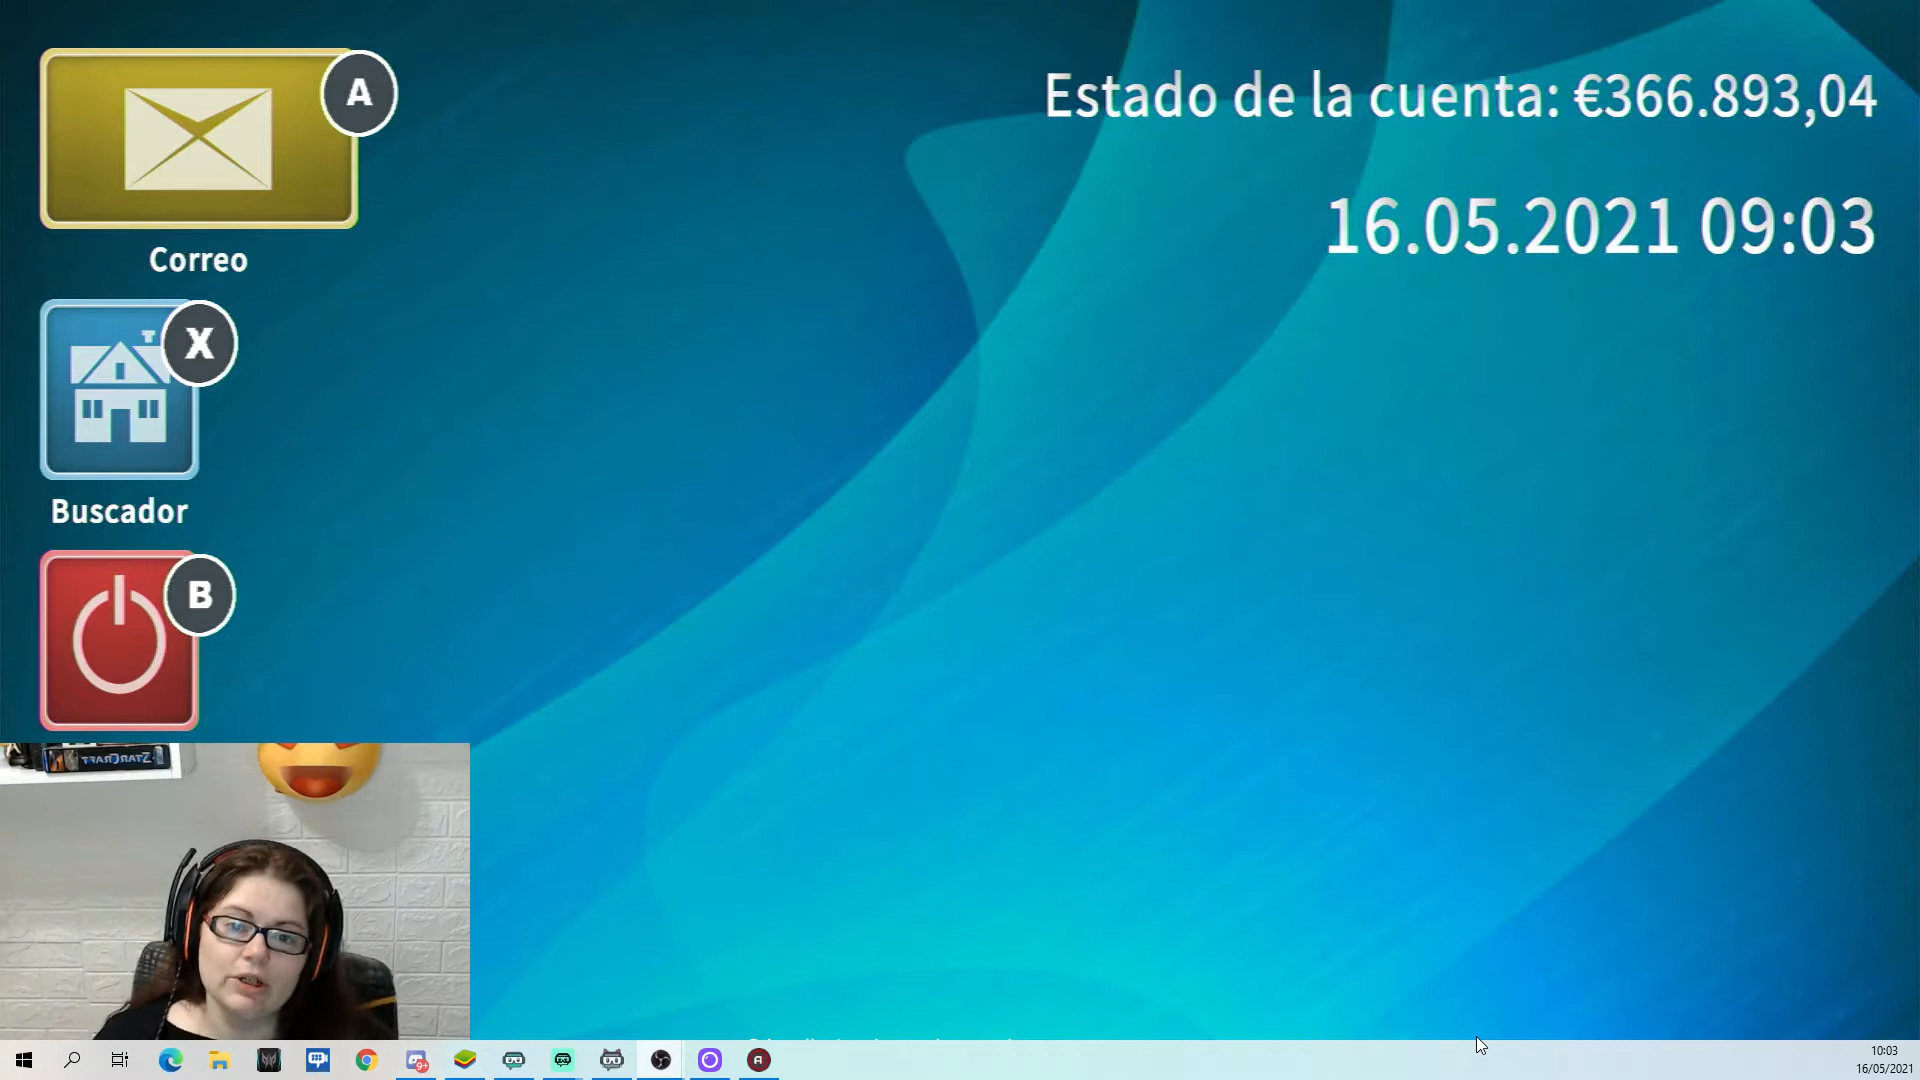 A
Estado de la cuenta: €366.893,04
16.05.2021 09:03
Correo
X
Buscador
B
STARCRAFT
9+
10:03
16/05/2021